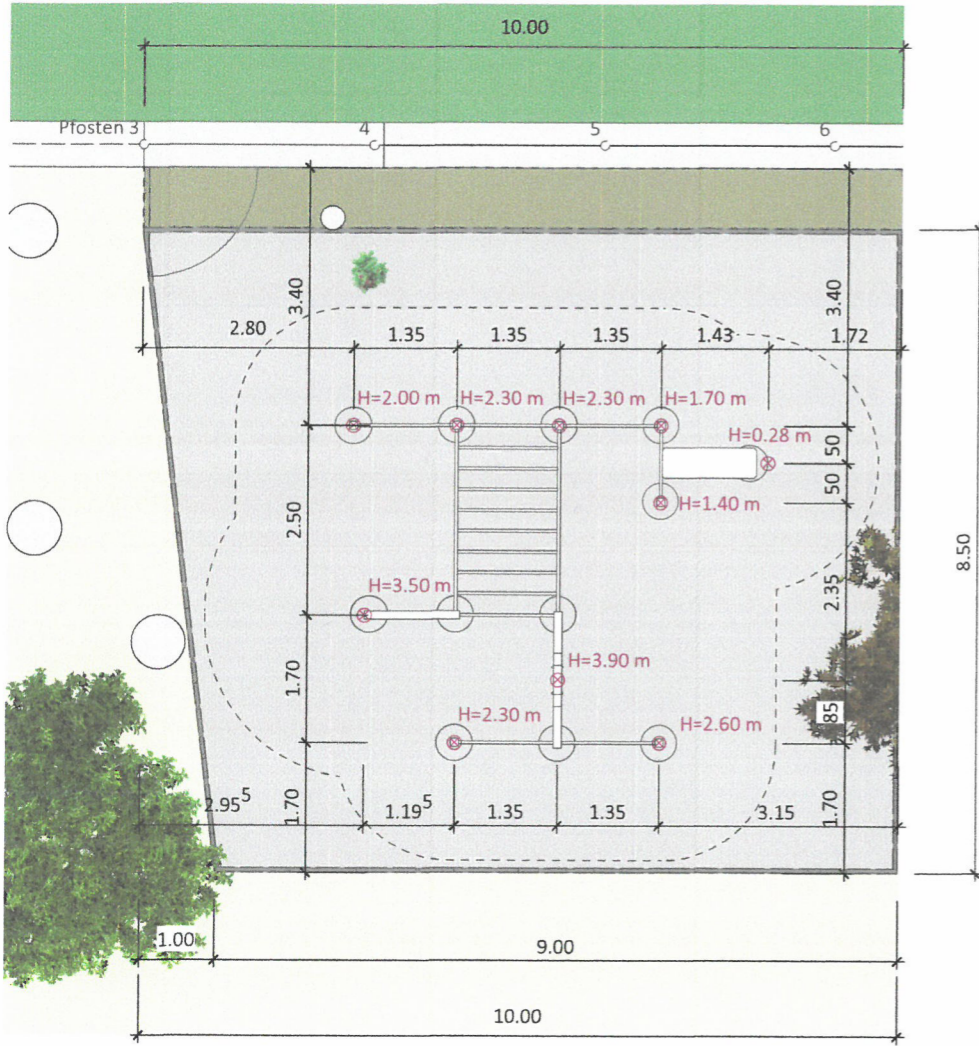 10.00
Pfosten 3
4
5
6
3.40
3.40
2.80
1.35
1.35
1.35
1.43
1.72
H=2.00 m
H=2.30 m
H=2.30 m
H=1.70 m
H=0.28 m
50
50
H=1.40 m
2.50
8.50
H=3.50 m
2.35
H=3.90 m
1.70
H=2.30 m
H=2.60 m
85
2.95⁵
1.70
1.19⁵
1.35
1.35
3.15
1.70
1.00
9.00
10.00